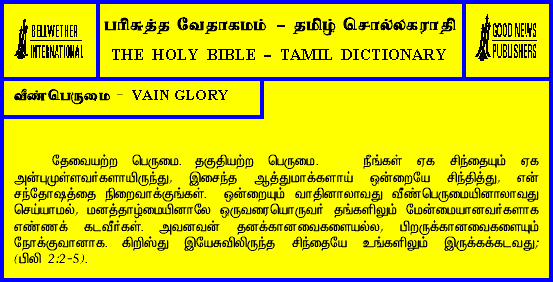 BELLWETHER
INTERNATIONAL
பரிசுத்த வேதாகமம் – தமிழ் சொல்லகராதி
THE HOLY BIBLE – TAMIL DICTIONARY
GOOD NEWS
PUBLISHERS
வீண்பெருமை - VAIN GLORY
தேவையற்ற பெருமை. தகுதியற்ற பெருமை. நீங்கள் ஏக சிந்தையும் ஏக
அன்புமுள்ளவர்களாயிருந்து, இசைந்த ஆத்துமாக்களாய் ஒன்றையே சிந்தித்து, என்
சந்தோஷத்தை நிறைவாக்குங்கள். ஒன்றையும் வாதினாலாவது வீண்பெருமையினாலாவது
செய்யாமல், மனத்தாழ்மையினாலே ஒருவரையொருவர் தங்களிலும் மேன்மையானவர்களாக
எண்ணக் கடவீர்கள். அவனவன் தனக்கானவைகளையல்ல, பிறருக்கானவைகளையும்
நோக்குவானாக. கிறிஸ்து இயேசுவிலிருந்த சிந்தையே உங்களிலும் இருக்கக்கடவது;
(பிலி 2:2-5).